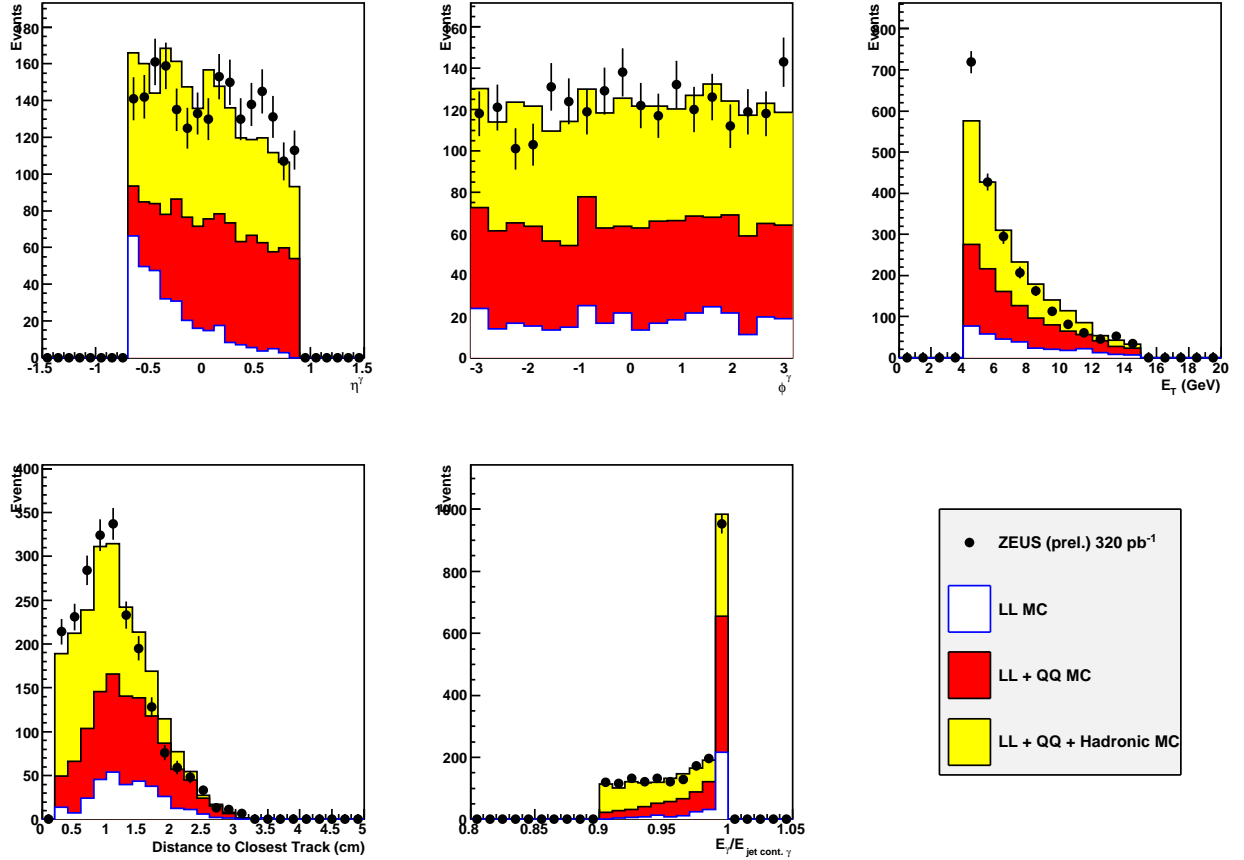 Events
180
160
140
120
100
80
60
40
20
0
-1.5 -1 -0.5 0 0.5 1 1.5
η^γ
Events
160
140
120
100
80
60
40
20
0
-3 -2 -1 0 1 2 3
φ^γ
Events
800
700
600
500
400
300
200
100
0
0 2 4 6 8 10 12 14 16 18 20
E_T (GeV)
Events
400
350
300
250
200
150
100
50
0
0 0.5 1 1.5 2 2.5 3 3.5 4 4.5 5
Distance to Closest Track (cm)
Events
1000
800
600
400
200
0
0.8 0.85 0.9 0.95 1 1.05
E_γ/E_jet cont. γ
ZEUS (prel.) 320 pb⁻¹
LL MC
LL + QQ MC
LL + QQ + Hadronic MC